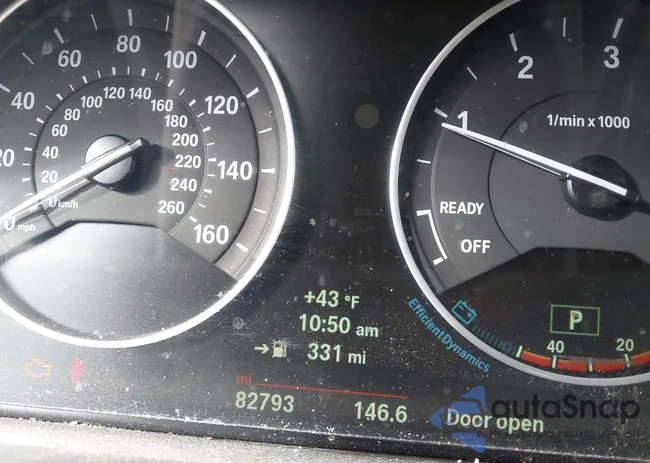 20 40 60 80 100 120 140 160
0 mph
0 km/h 20 40 60 80 100 120 140 160 180 200 220 240 260
1 2 3
1/min x 1000
READY
OFF
+43 °F
10:50 am
331 mi
EfficientDynamics
P
40 20
mi
82793 146.6
Door open
autaSnap